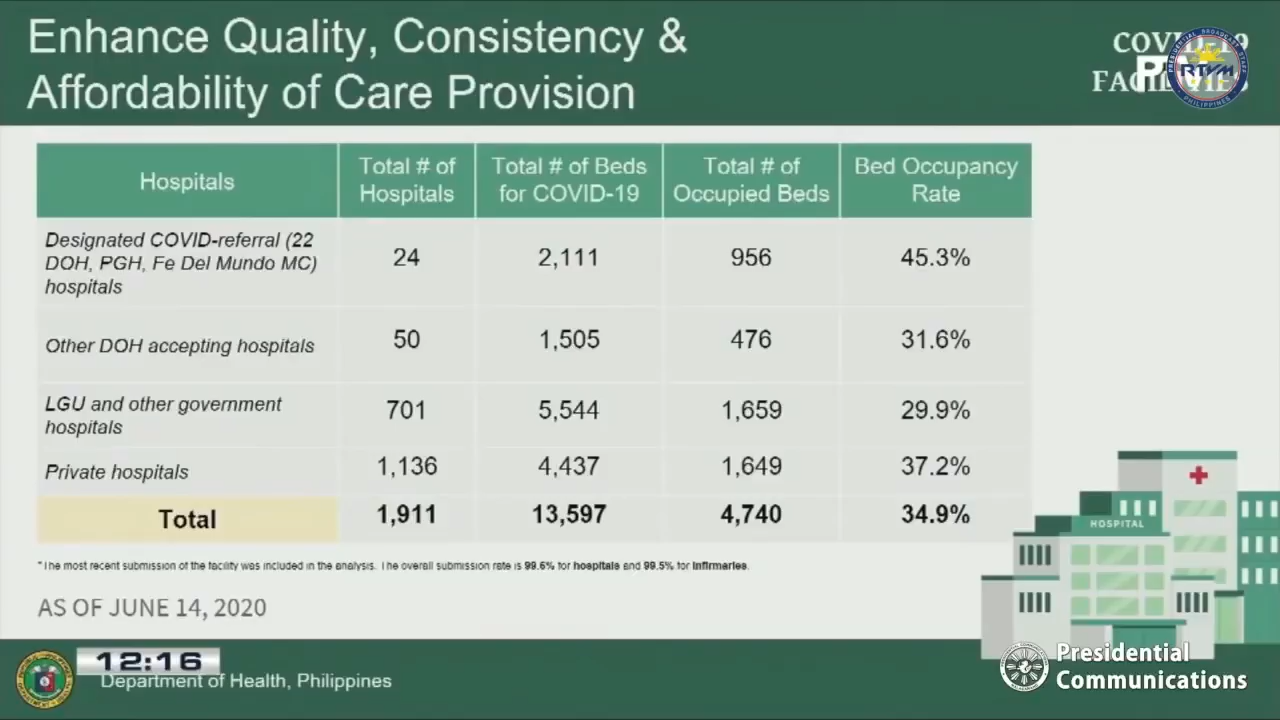 Enhance Quality, Consistency &
Affordability of Care Provision
RTVM
PRESIDENTIAL BROADCAST STAFF
PHILIPPINES
Hospitals
Total # of
Hospitals
Total # of Beds
for COVID-19
Total # of
Occupied Beds
Bed Occupancy
Rate
Designated COVID-referral (22
DOH, PGH, Fe Del Mundo MC)
hospitals
24
2,111
956
45.3%
Other DOH accepting hospitals
50
1,505
476
31.6%
LGU and other government
hospitals
701
5,544
1,659
29.9%
Private hospitals
1,136
4,437
1,649
37.2%
Total
1,911
13,597
4,740
34.9%
*The most recent submission of the facility was included in the analysis. The overall submission rate is 99.6% for hospitals and 99.5% for infirmaries.
AS OF JUNE 14, 2020
HOSPITAL
12:16
Department of Health, Philippines
Presidential
Communications